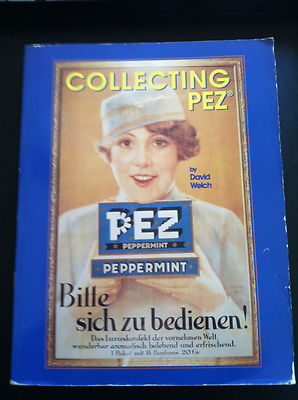 COLLECTING
PEZ®
PEZ
by
David
Welch
PEZ
PEPPERMINT
PEPPERMINT
Bitte
sich zu bedienen!
Das Luxuskonfekt der vornehmen Welt,
wunderbar aromatisch, belebend und erfrischend.
1 Paket mit 14 Bonbons 20